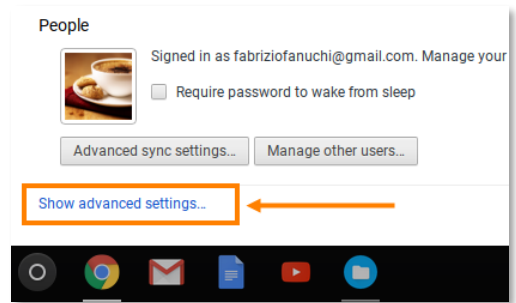 People
Signed in as fabriziofanuchi@gmail.com. Manage your
Require password to wake from sleep
Advanced sync settings...
Manage other users...
Show advanced settings...